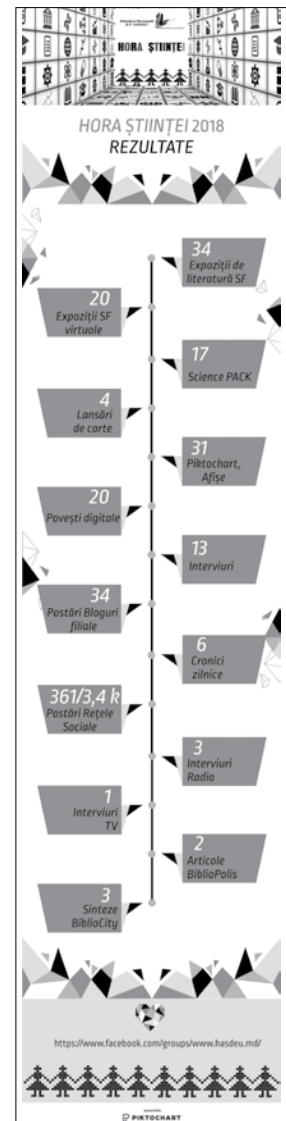 HORA ȘTIINȚEI
HORA ȘTIINȚEI 2018
REZULTATE
34
Expoziții de
literatură SF
20
Expoziții SF
virtuale
17
Science PACK
4
Lansări
de carte
31
Piktochart,
Afișe
20
Povești digitale
13
Interviuri
34
Postări Bloguri
filiale
6
Cronici
zilnice
361/3,4 k
Postări Rețele
Sociale
3
Interviuri
Radio
1
Interviuri
TV
2
Articole
BiblioPolis
3
Sinteze
BiblioCity
https://www.facebook.com/groups/www.hasdeu.md/
PIKTOCHART